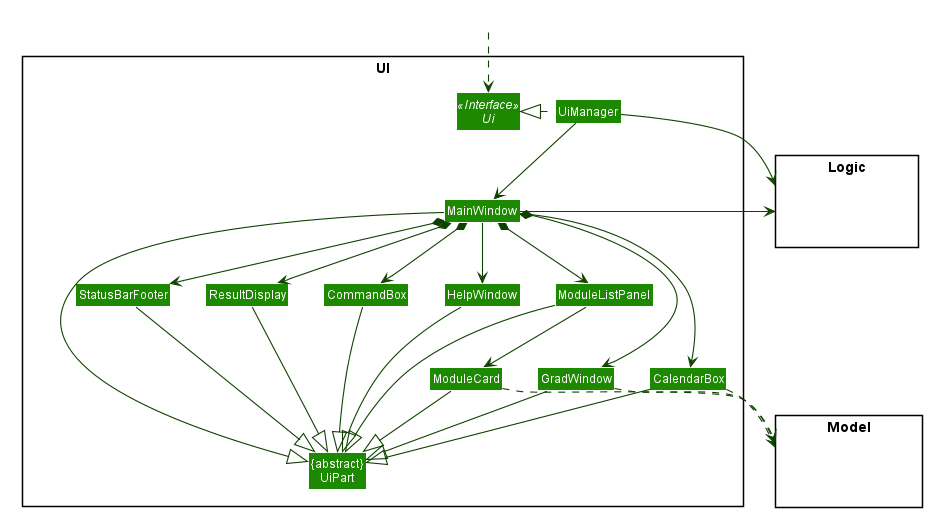 UI
«Interface»
Ui
UiManager
Logic
MainWindow
StatusBarFooter
ResultDisplay
CommandBox
HelpWindow
ModuleListPanel
ModuleCard
GradWindow
CalendarBox
Model
{abstract}
UiPart